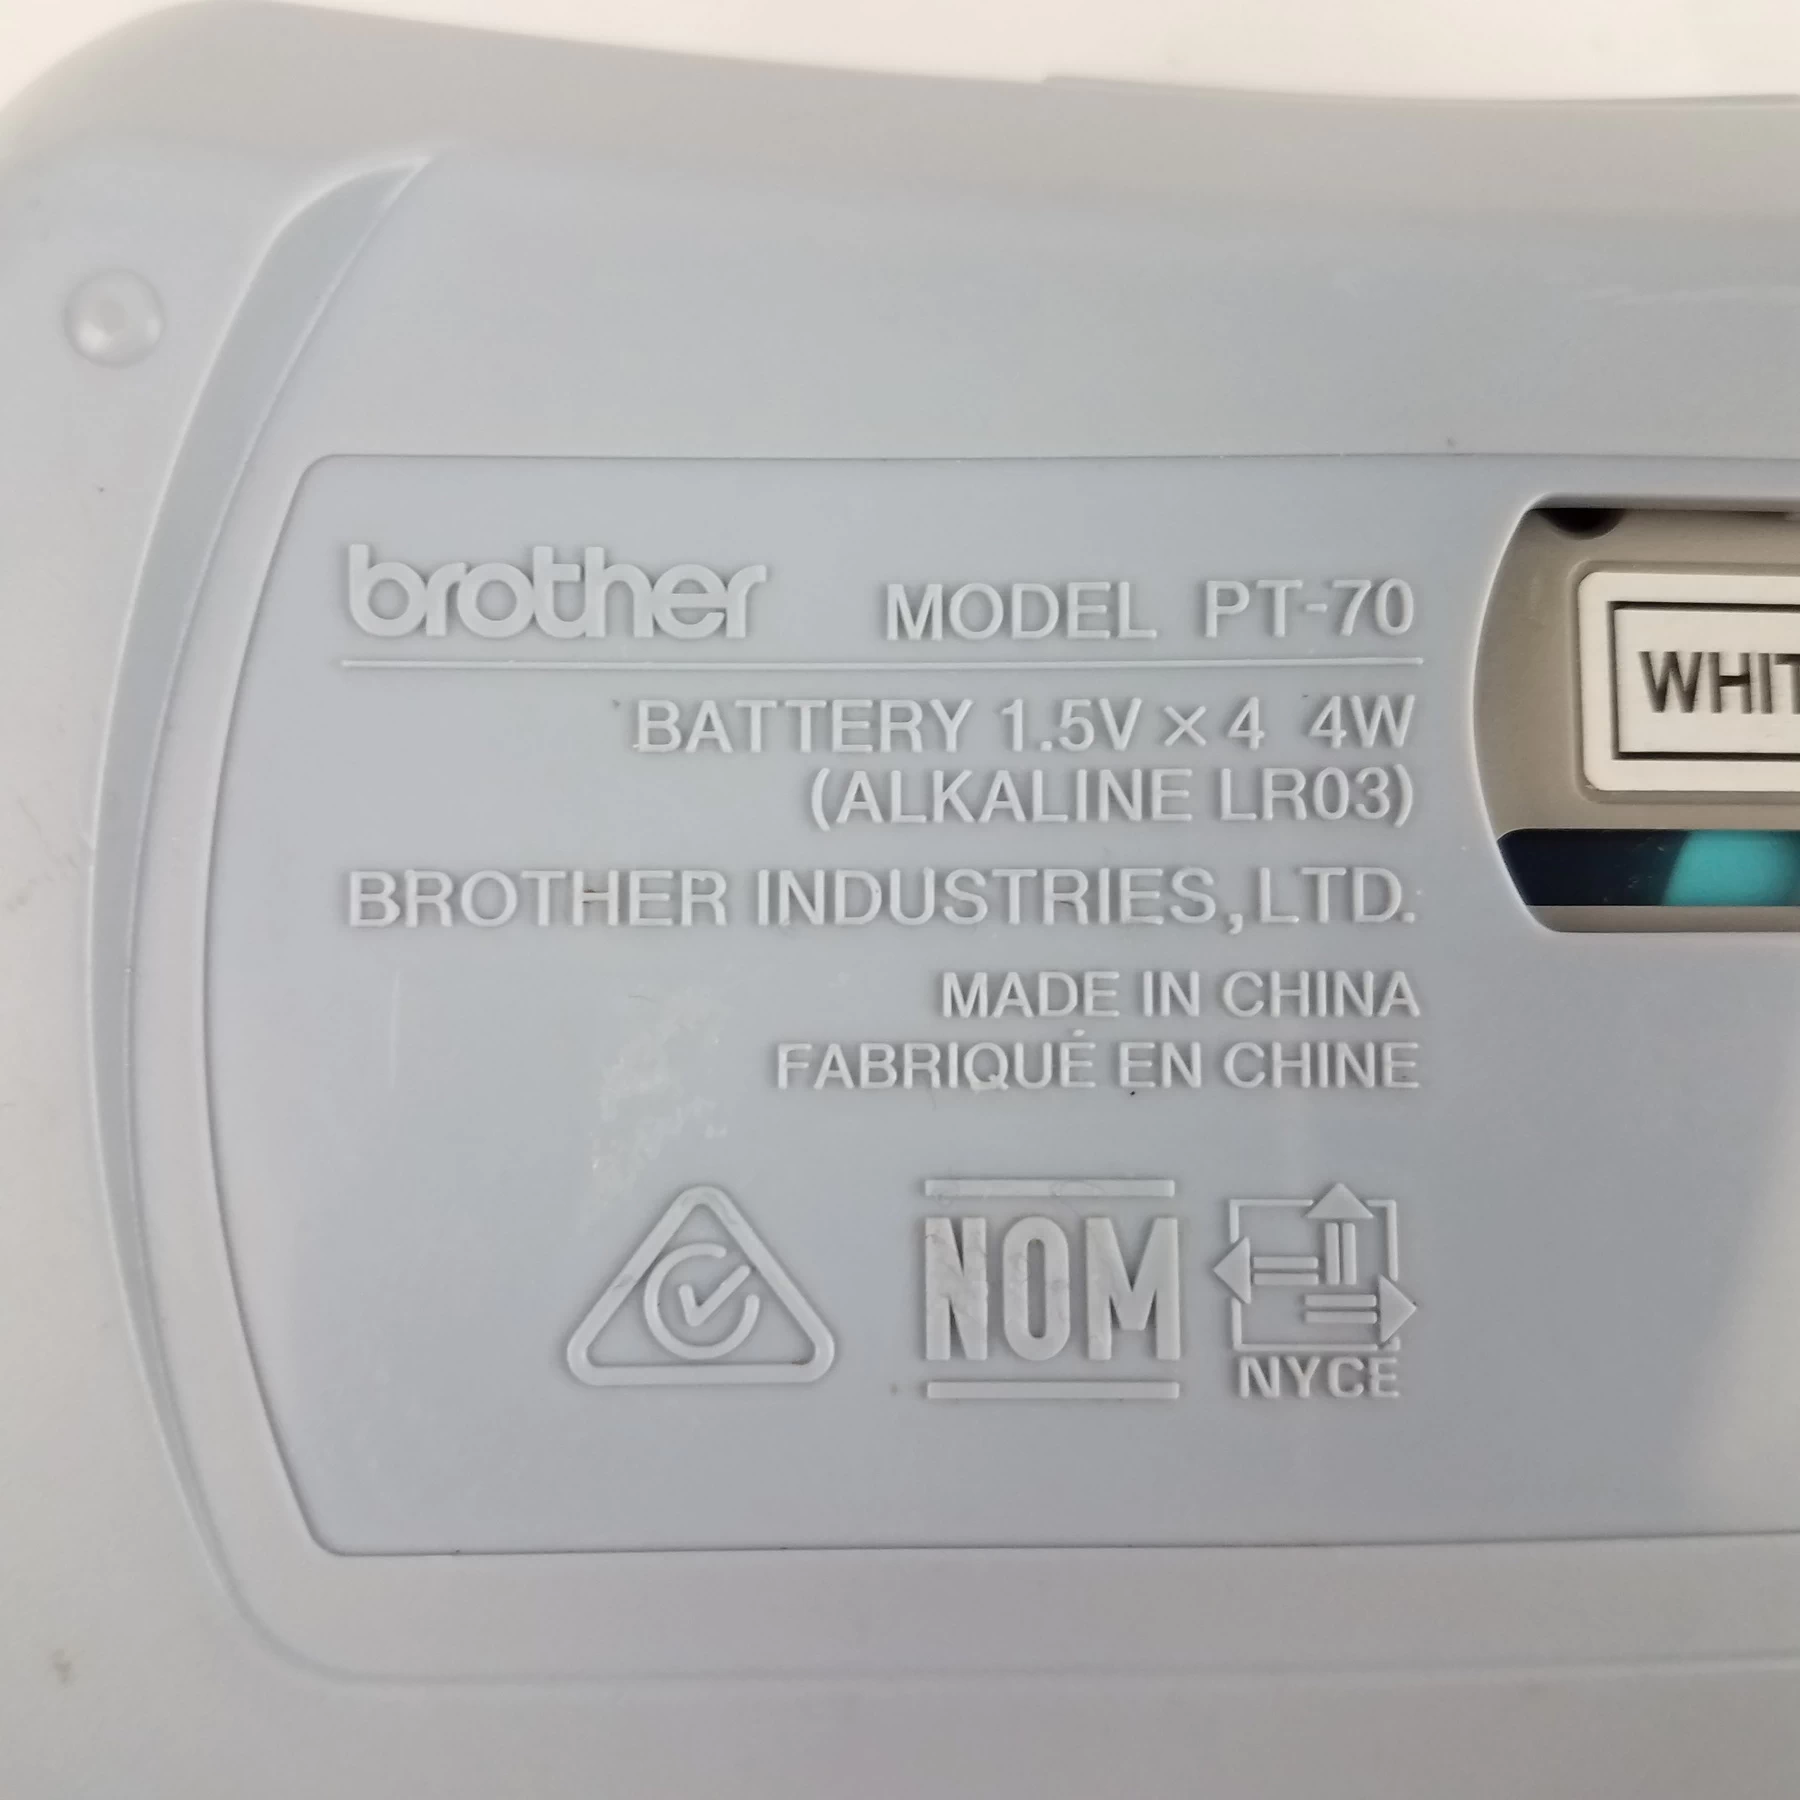 brother MODEL PT-70
BATTERY 1.5V × 4 4W
(ALKALINE LR03)
BROTHER INDUSTRIES, LTD.
MADE IN CHINA
FABRIQUÉ EN CHINE
NOM
NYCE